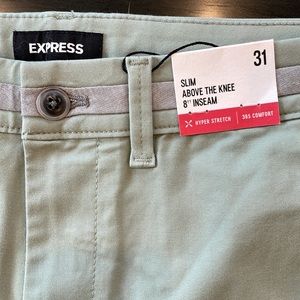 EXPRESS
31
SLIM
ABOVE THE KNEE
8" INSEAM
HYPER STRETCH | 365 COMFORT